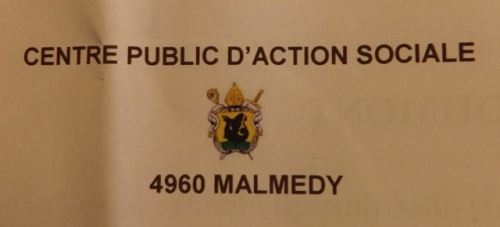 CENTRE PUBLIC D'ACTION SOCIALE
4960 MALMEDY